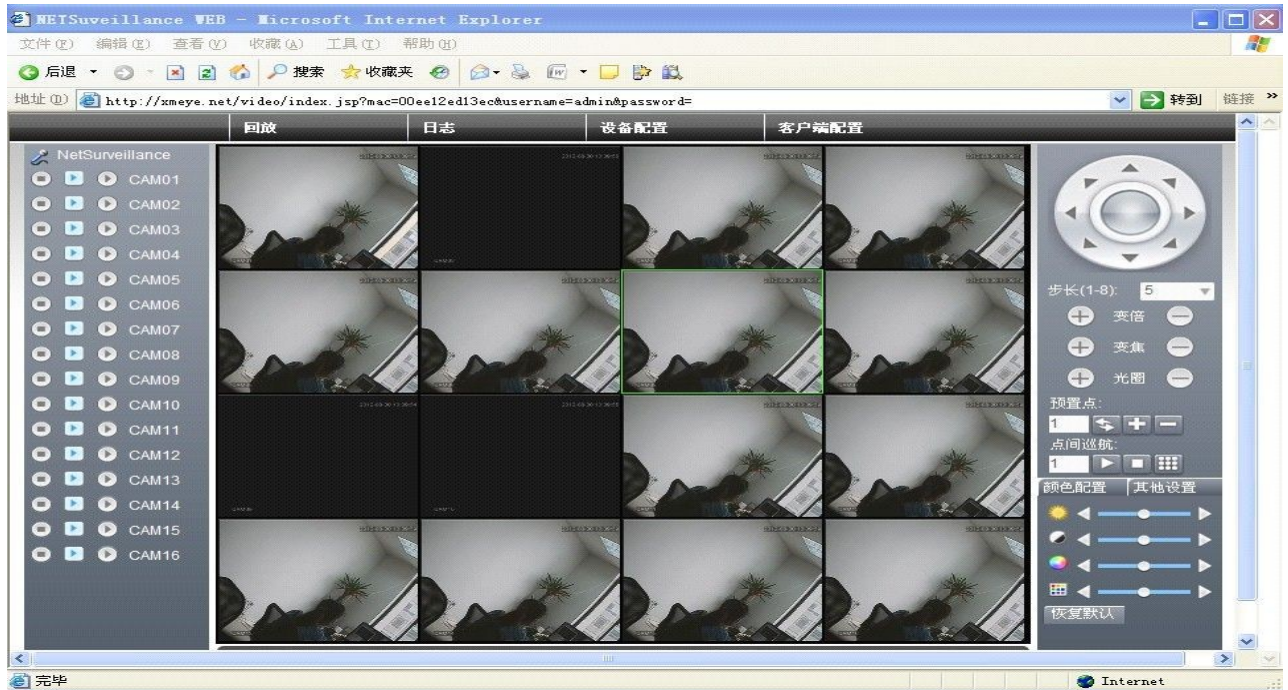 NETSuveillance WEB - Microsoft Internet Explorer
文件(F) 编辑(E) 查看(V) 收藏(A) 工具(T) 帮助(H)
后退 搜索 收藏夹
地址(D) http://xmeye.net/video/index.jsp?mac=00ee12ed13ec&username=admin&password= 转到 链接 »
回放 日志 设备配置 客户端配置
NetSurveillance
CAM01
CAM02
CAM03
CAM04
CAM05
CAM06
CAM07
CAM08
CAM09
CAM10
CAM11
CAM12
CAM13
CAM14
CAM15
CAM16
步长(1-8): 5
变倍
变焦
光圈
预置点:
1
点间巡航:
1
颜色配置 其他设置
恢复默认
完毕 Internet